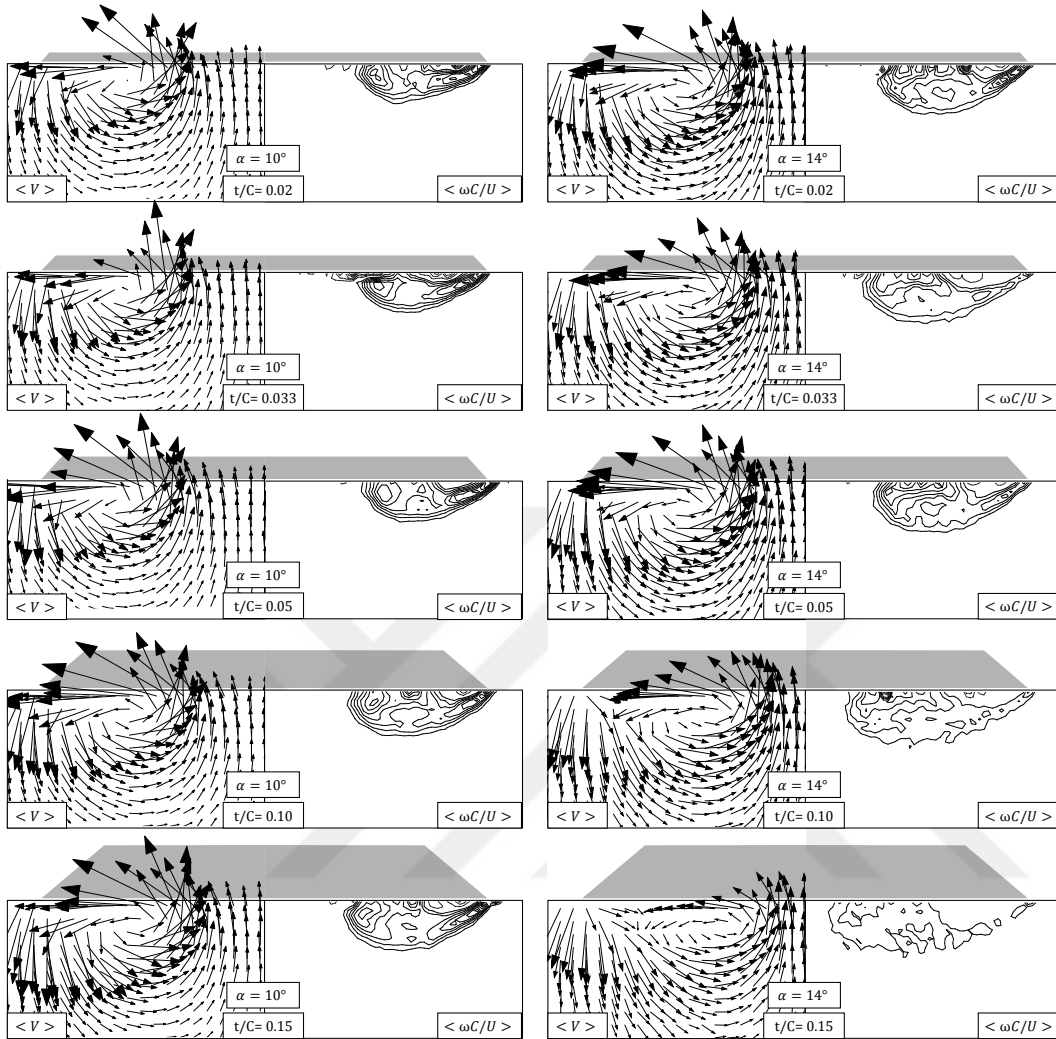 α = 10°
< V > t/C= 0.02 < ωC/U >
α = 14°
< V > t/C= 0.02 < ωC/U >
α = 10°
< V > t/C= 0.033 < ωC/U >
α = 14°
< V > t/C= 0.033 < ωC/U >
α = 10°
< V > t/C= 0.05 < ωC/U >
α = 14°
< V > t/C= 0.05 < ωC/U >
α = 10°
< V > t/C= 0.10 < ωC/U >
α = 14°
< V > t/C= 0.10 < ωC/U >
α = 10°
< V > t/C= 0.15 < ωC/U >
α = 14°
< V > t/C= 0.15 < ωC/U >